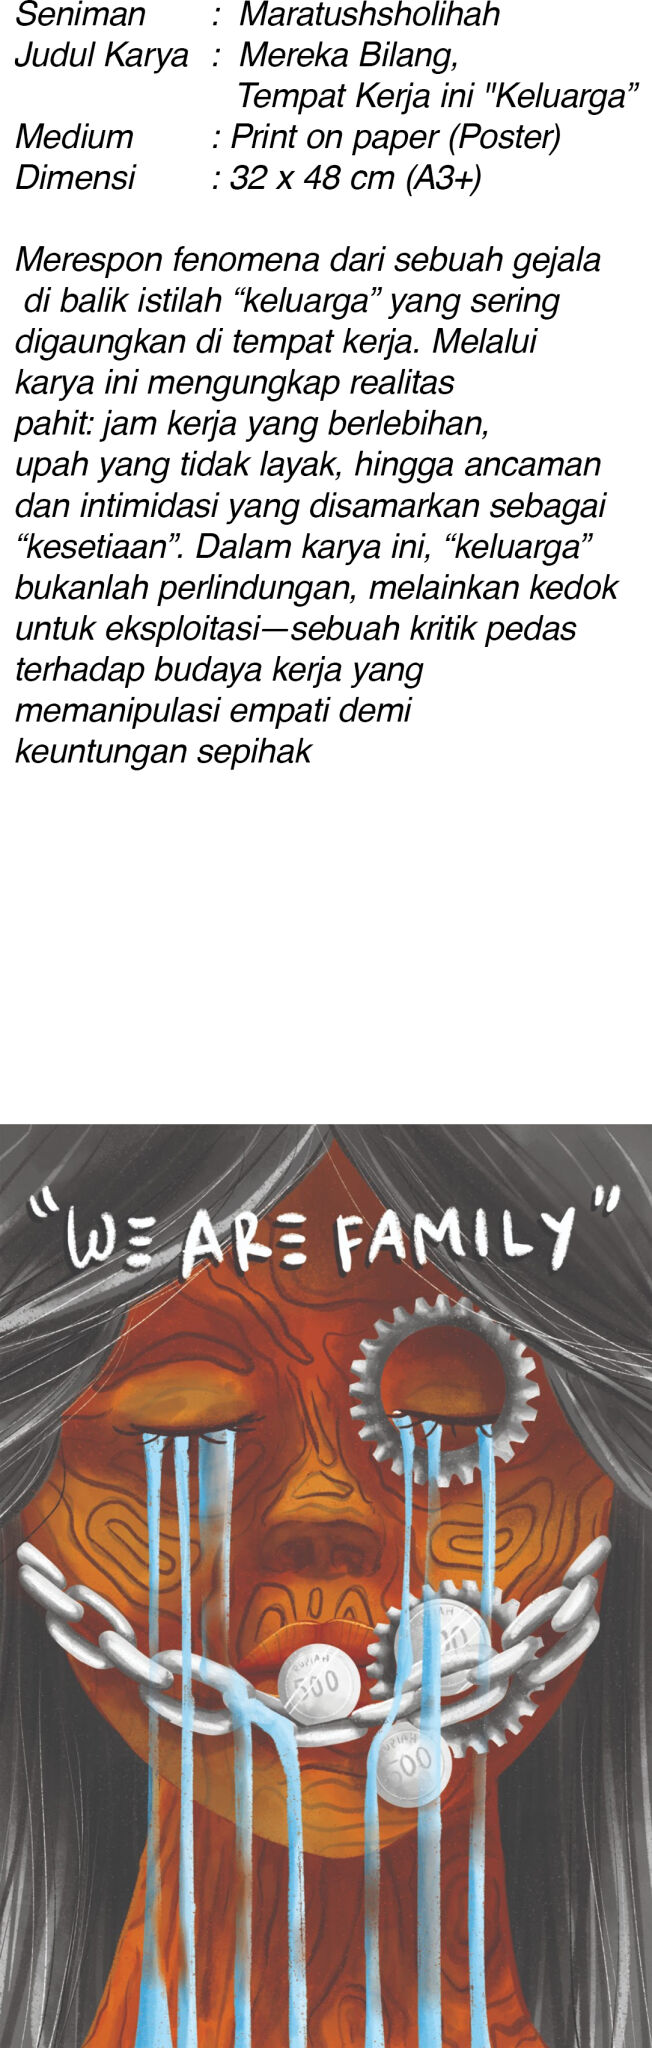 Seniman : Maratushsholihah
Judul Karya : Mereka Bilang,
Tempat Kerja ini "Keluarga”
Medium : Print on paper (Poster)
Dimensi : 32 x 48 cm (A3+)
Merespon fenomena dari sebuah gejala
di balik istilah “keluarga” yang sering
digaungkan di tempat kerja. Melalui
karya ini mengungkap realitas
pahit: jam kerja yang berlebihan,
upah yang tidak layak, hingga ancaman
dan intimidasi yang disamarkan sebagai
“kesetiaan”. Dalam karya ini, “keluarga”
bukanlah perlindungan, melainkan kedok
untuk eksploitasi—sebuah kritik pedas
terhadap budaya kerja yang
memanipulasi empati demi
keuntungan sepihak
"WE ARE FAMILY"
RUPIAH
500
500